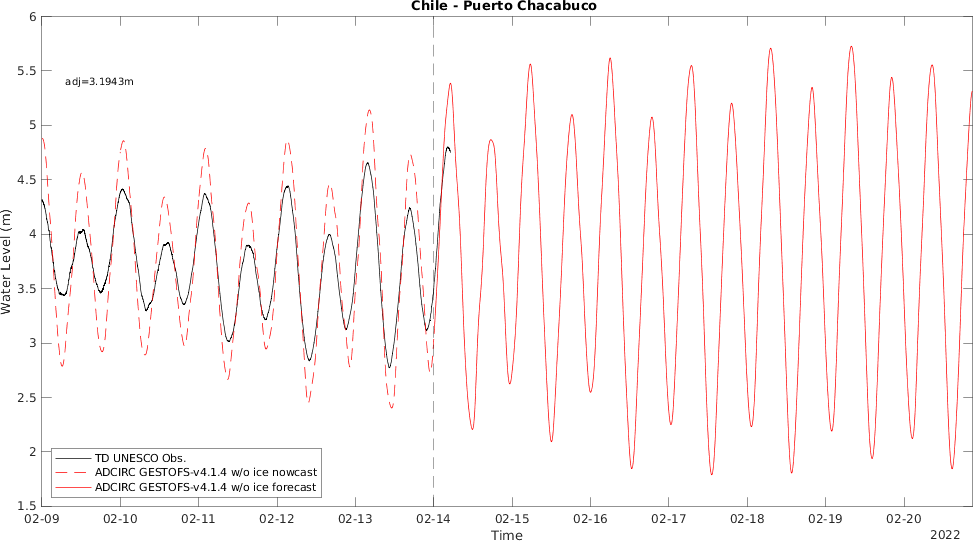 Chile - Puerto Chacabuco
6
5.5
adj=3.1943m
5
4.5
4
Water Level (m)
3.5
3
2.5
2
1.5
TD UNESCO Obs.
ADCIRC GESTOFS-v4.1.4 w/o ice nowcast
ADCIRC GESTOFS-v4.1.4 w/o ice forecast
02-09 02-10 02-11 02-12 02-13 02-14 02-15 02-16 02-17 02-18 02-19 02-20
Time
2022